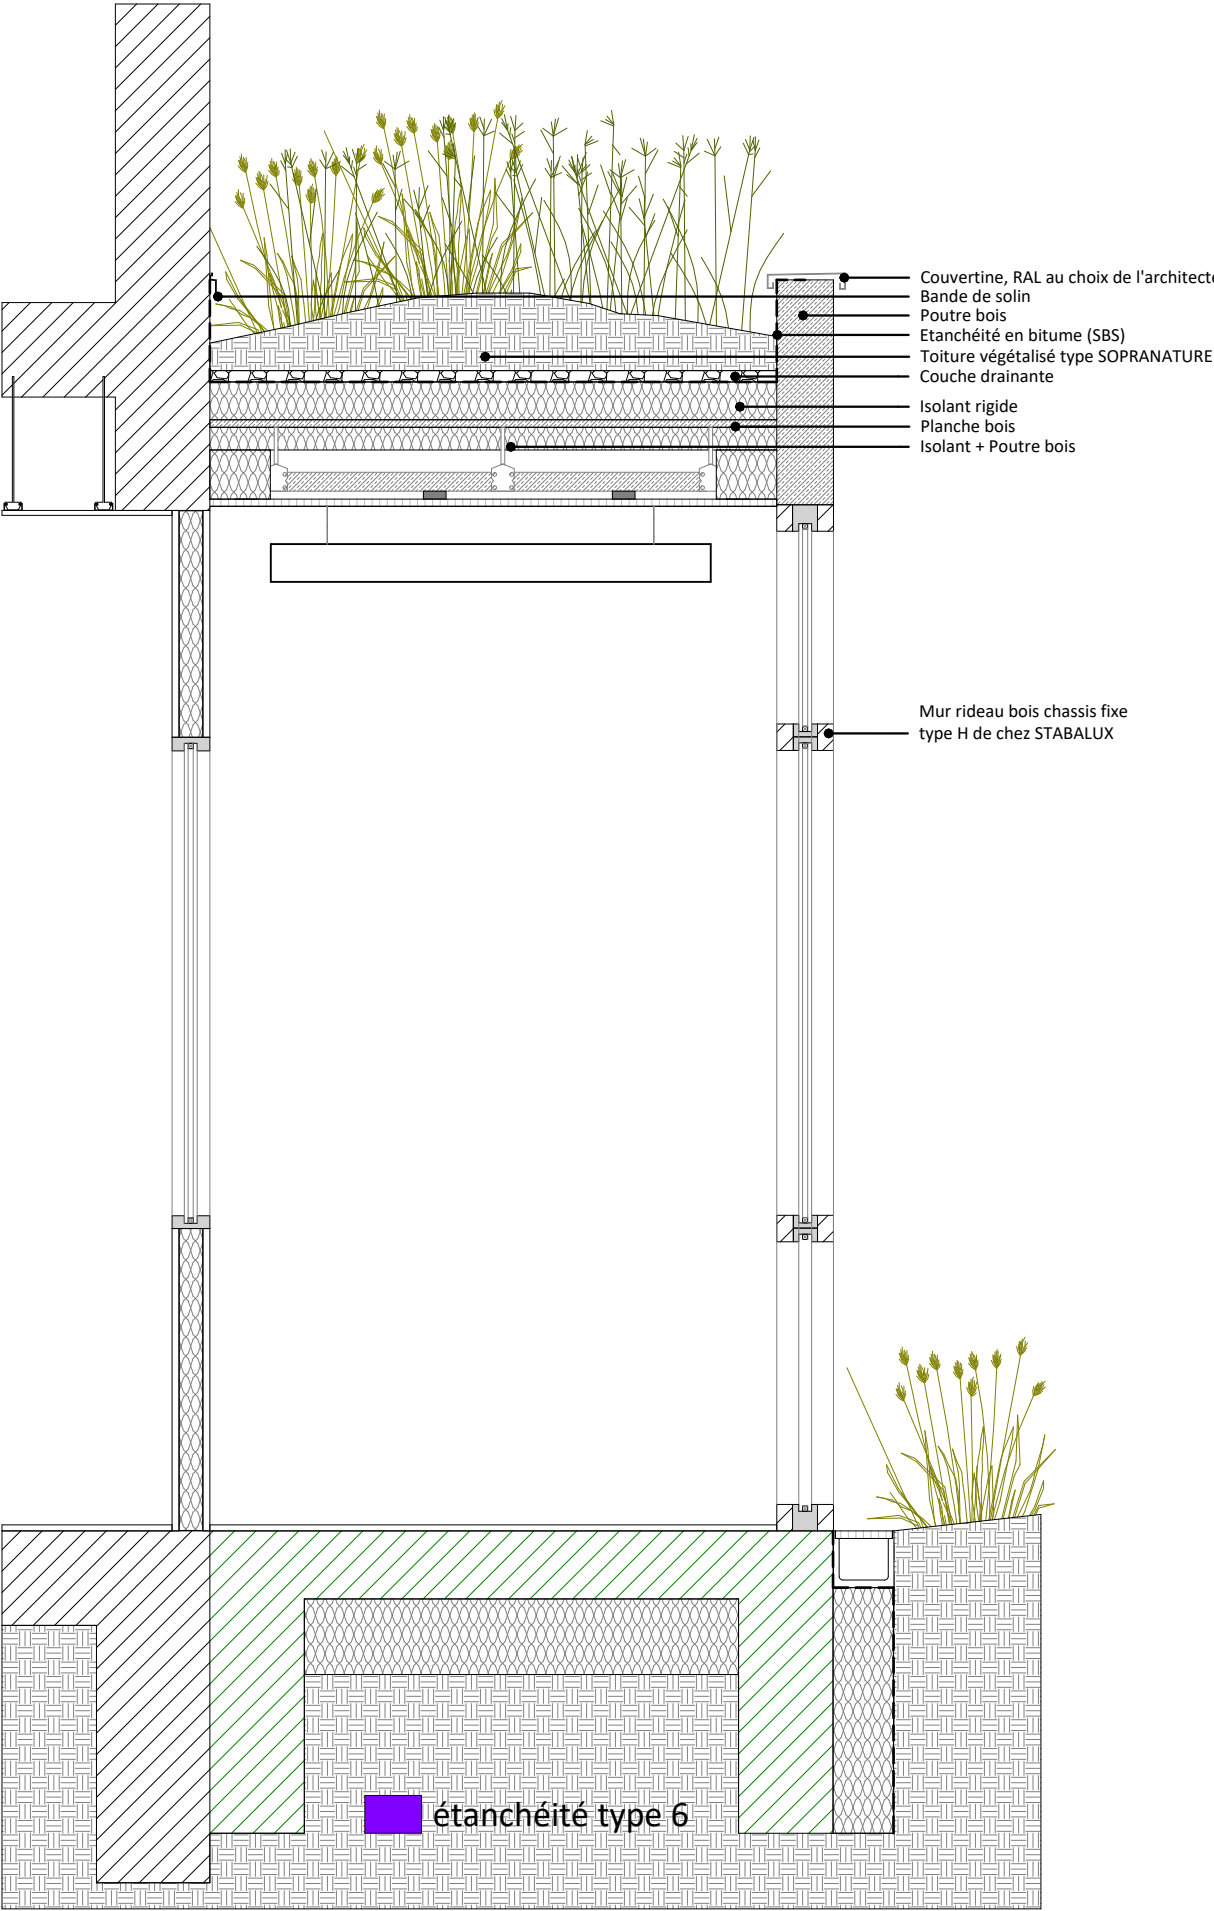 Couvertine, RAL au choix de l'architecte
Bande de solin
Poutre bois
Etanchéité en bitume (SBS)
Toiture végétalisé type SOPRANATURE
Couche drainante
Isolant rigide
Planche bois
Isolant + Poutre bois
Mur rideau bois chassis fixe
type H de chez STABALUX
étanchéité type 6